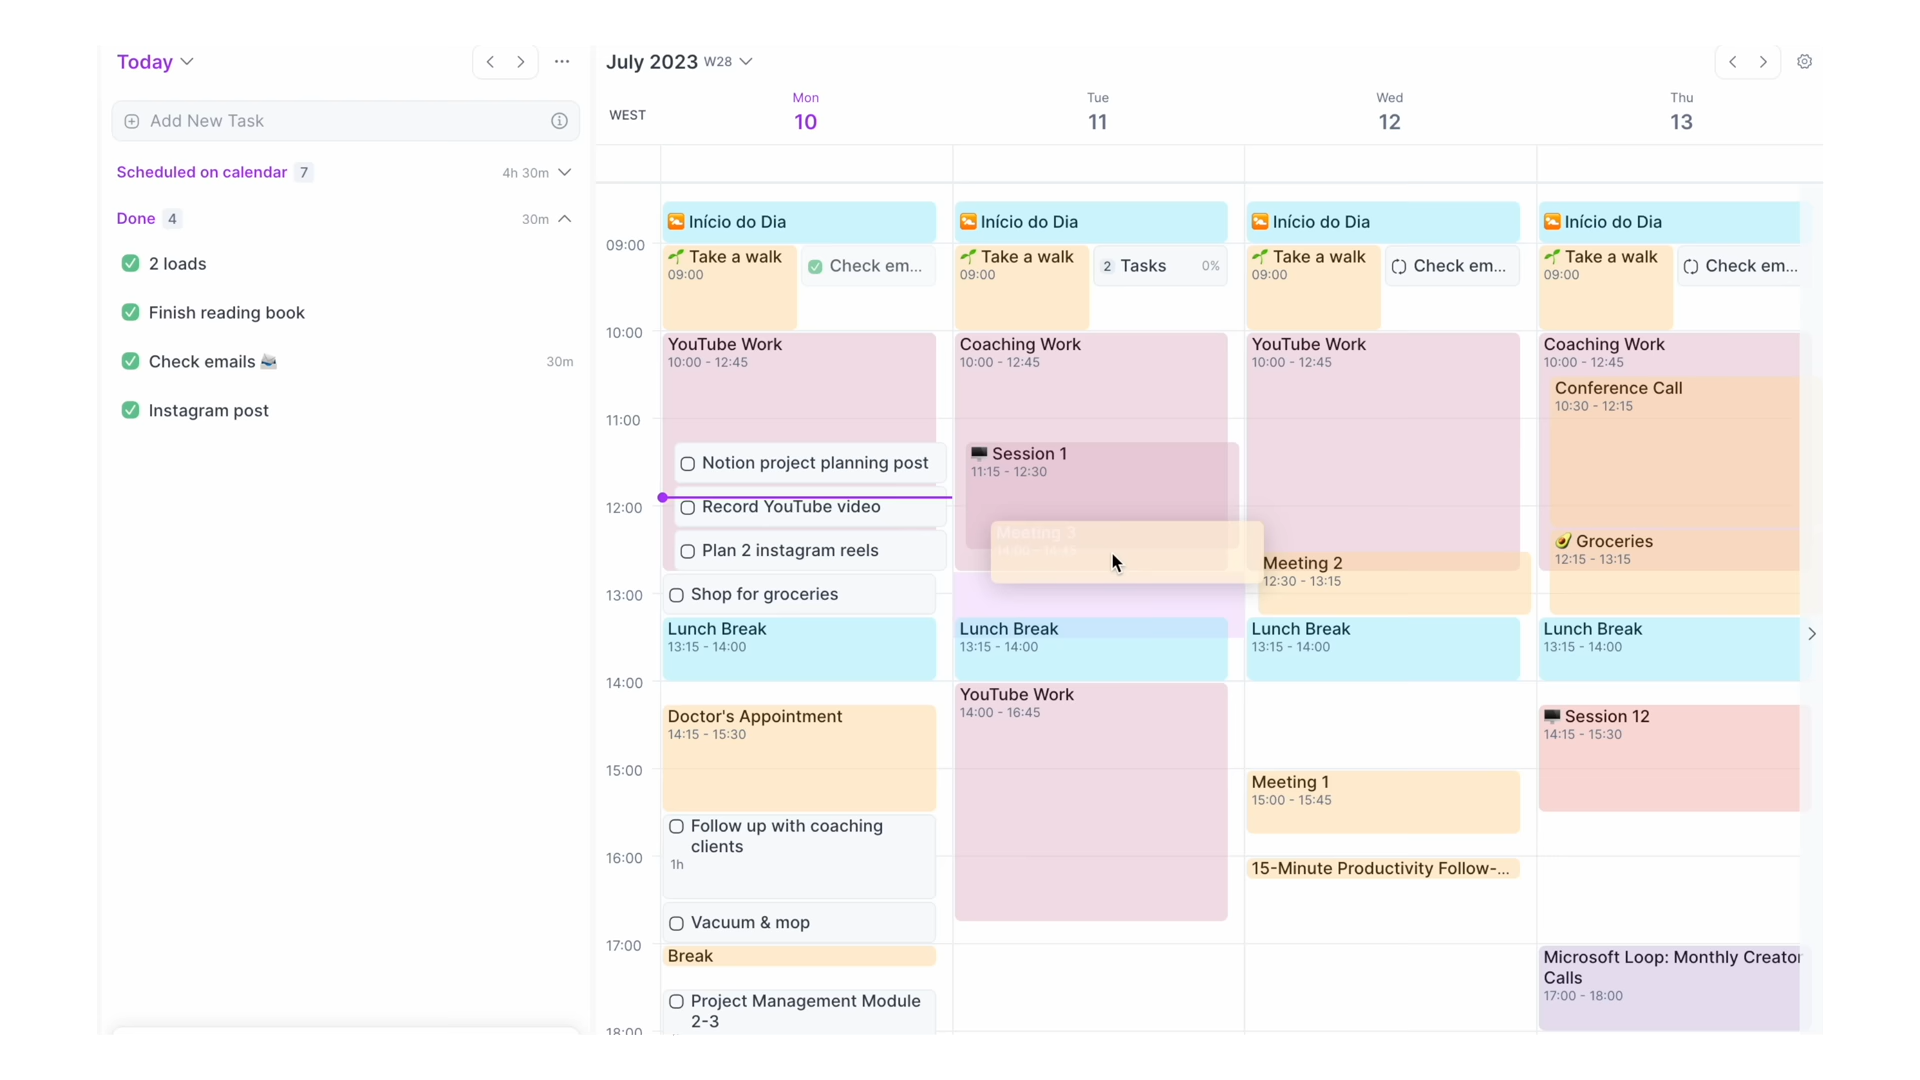 Today
Add New Task
Scheduled on calendar 7 4h 30m
Done 4 30m
2 loads
Finish reading book
Check emails 30m
Instagram post
July 2023 W28
WEST
Mon
10
Tue
11
Wed
12
Thu
13
09:00
10:00
11:00
12:00
13:00
14:00
15:00
16:00
17:00
18:00
Início do Dia
Take a walk
09:00
Check em...
YouTube Work
10:00 - 12:45
Notion project planning post
Record YouTube video
Plan 2 instagram reels
Shop for groceries
Lunch Break
13:15 - 14:00
Doctor's Appointment
14:15 - 15:30
Follow up with coaching
clients
1h
Vacuum & mop
Break
Project Management Module
2-3
Início do Dia
Take a walk
09:00
2 Tasks 0%
Coaching Work
10:00 - 12:45
Session 1
11:15 - 12:30
Meeting 3
Lunch Break
13:15 - 14:00
YouTube Work
14:00 - 16:45
Início do Dia
Take a walk
09:00
Check em...
YouTube Work
10:00 - 12:45
Meeting 2
12:30 - 13:15
Lunch Break
13:15 - 14:00
Meeting 1
15:00 - 15:45
15-Minute Productivity Follow-...
Início do Dia
Take a walk
09:00
Check em...
Coaching Work
10:00 - 12:45
Conference Call
10:30 - 12:15
Groceries
12:15 - 13:15
Lunch Break
13:15 - 14:00
Session 12
14:15 - 15:30
Microsoft Loop: Monthly Creator
Calls
17:00 - 18:00